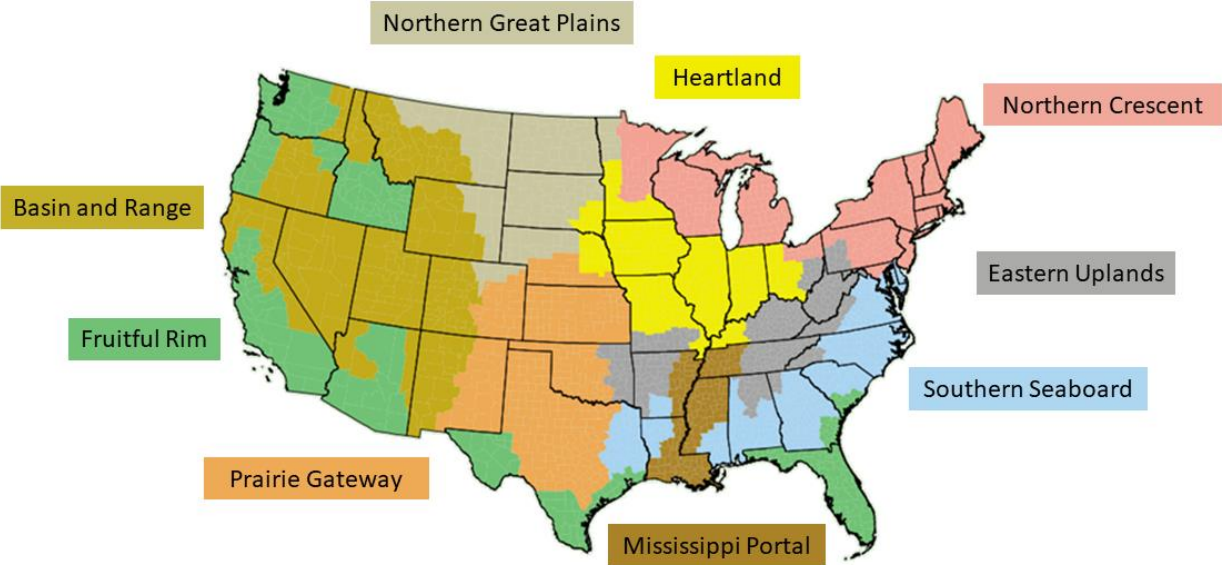 Northern Great Plains
Heartland
Northern Crescent
Basin and Range
Eastern Uplands
Fruitful Rim
Southern Seaboard
Prairie Gateway
Mississippi Portal